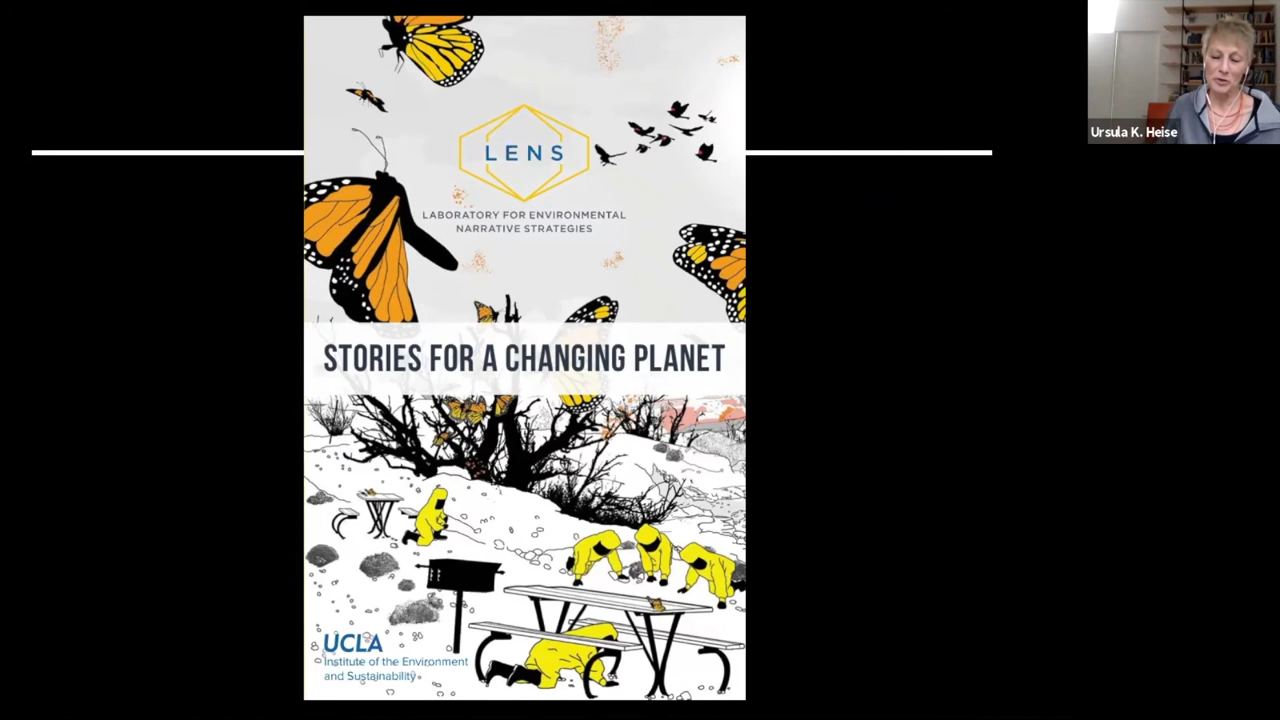 LENS
LABORATORY FOR ENVIRONMENTAL
NARRATIVE STRATEGIES
STORIES FOR A CHANGING PLANET
UCLA
Institute of the Environment
and Sustainability
Ursula K. Heise